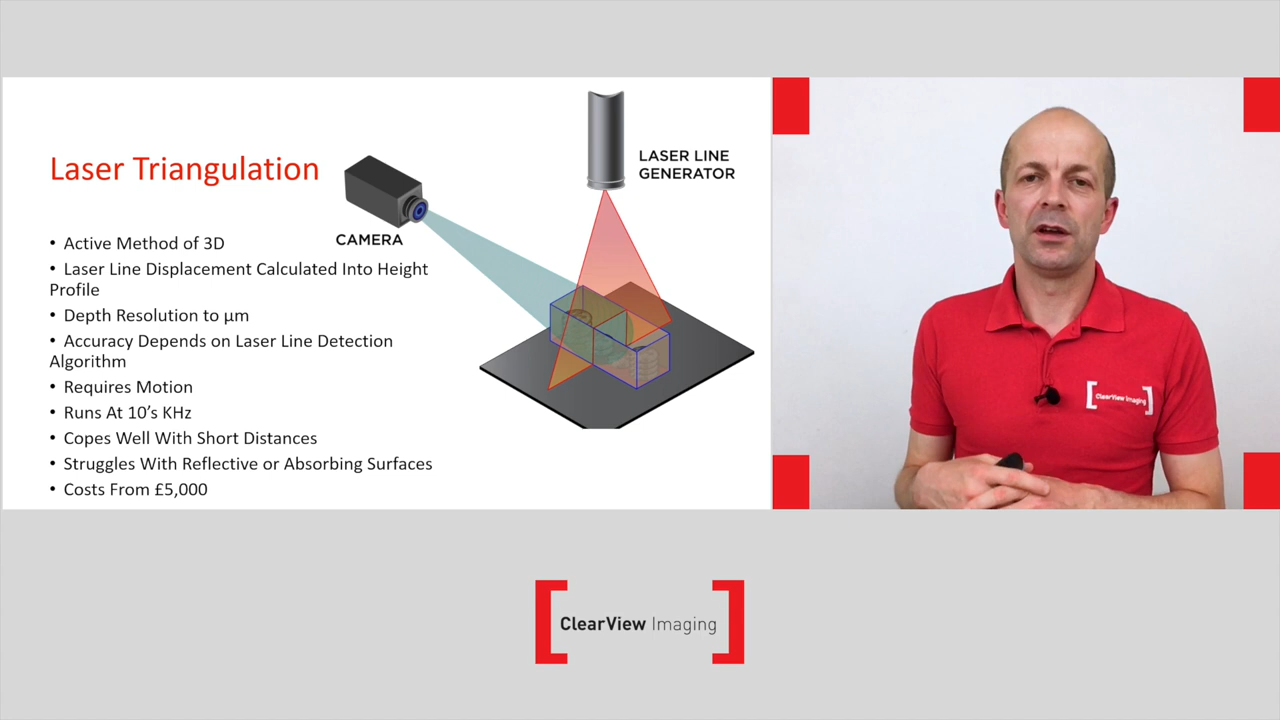 Laser Triangulation
• Active Method of 3D
• Laser Line Displacement Calculated Into Height
Profile
• Depth Resolution to µm
• Accuracy Depends on Laser Line Detection
Algorithm
• Requires Motion
• Runs At 10’s KHz
• Copes Well With Short Distances
• Struggles With Reflective or Absorbing Surfaces
• Costs From £5,000
CAMERA
LASER LINE
GENERATOR
ClearView Imaging
ClearView Imaging